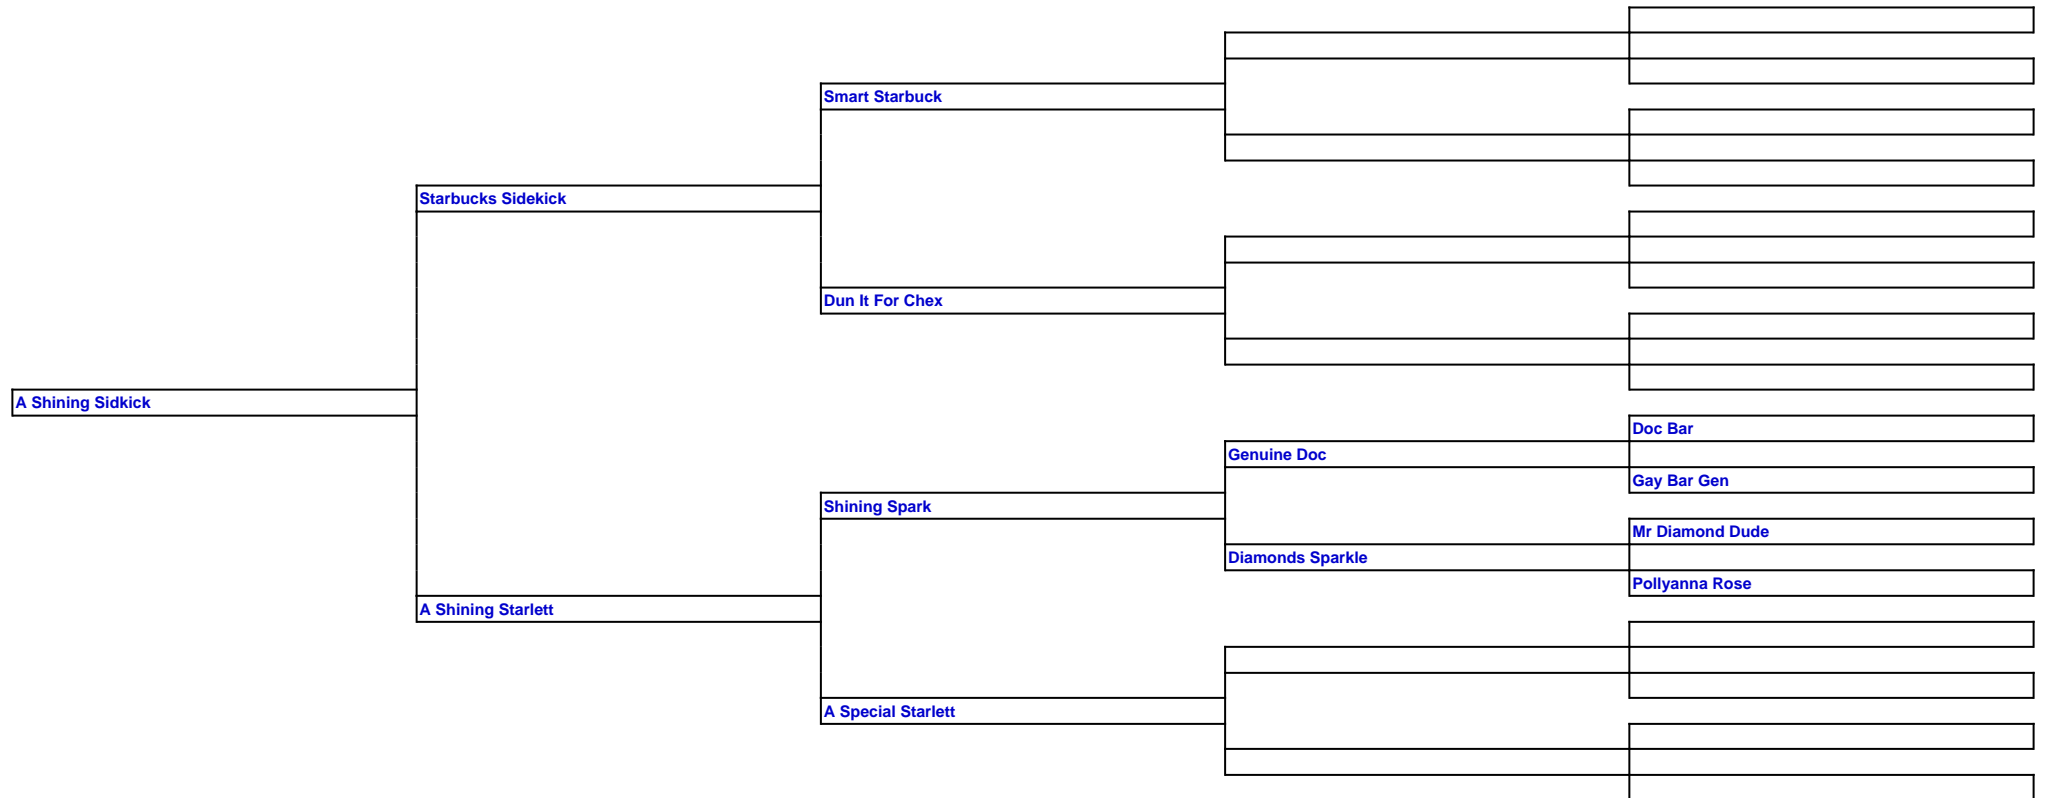 Smart Starbuck
Starbucks Sidekick
Dun It For Chex
A Shining Sidkick
Doc Bar
Genuine Doc
Gay Bar Gen
Shining Spark
Mr Diamond Dude
Diamonds Sparkle
Pollyanna Rose
A Shining Starlett
A Special Starlett